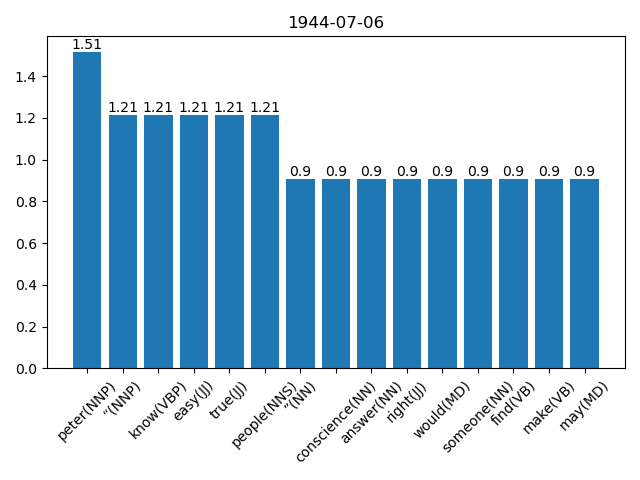 1944-07-06
1.51
1.21 1.21 1.21 1.21 1.21
0.9 0.9 0.9 0.9 0.9 0.9 0.9 0.9 0.9
1.4
1.2
1.0
0.8
0.6
0.4
0.2
0.0
peter(NNP)
“(NNP)
know(VBP)
easy(JJ)
true(JJ)
people(NNS)
“(NN)
conscience(NN)
answer(NN)
right(JJ)
would(MD)
someone(NN)
find(VB)
make(VB)
may(MD)